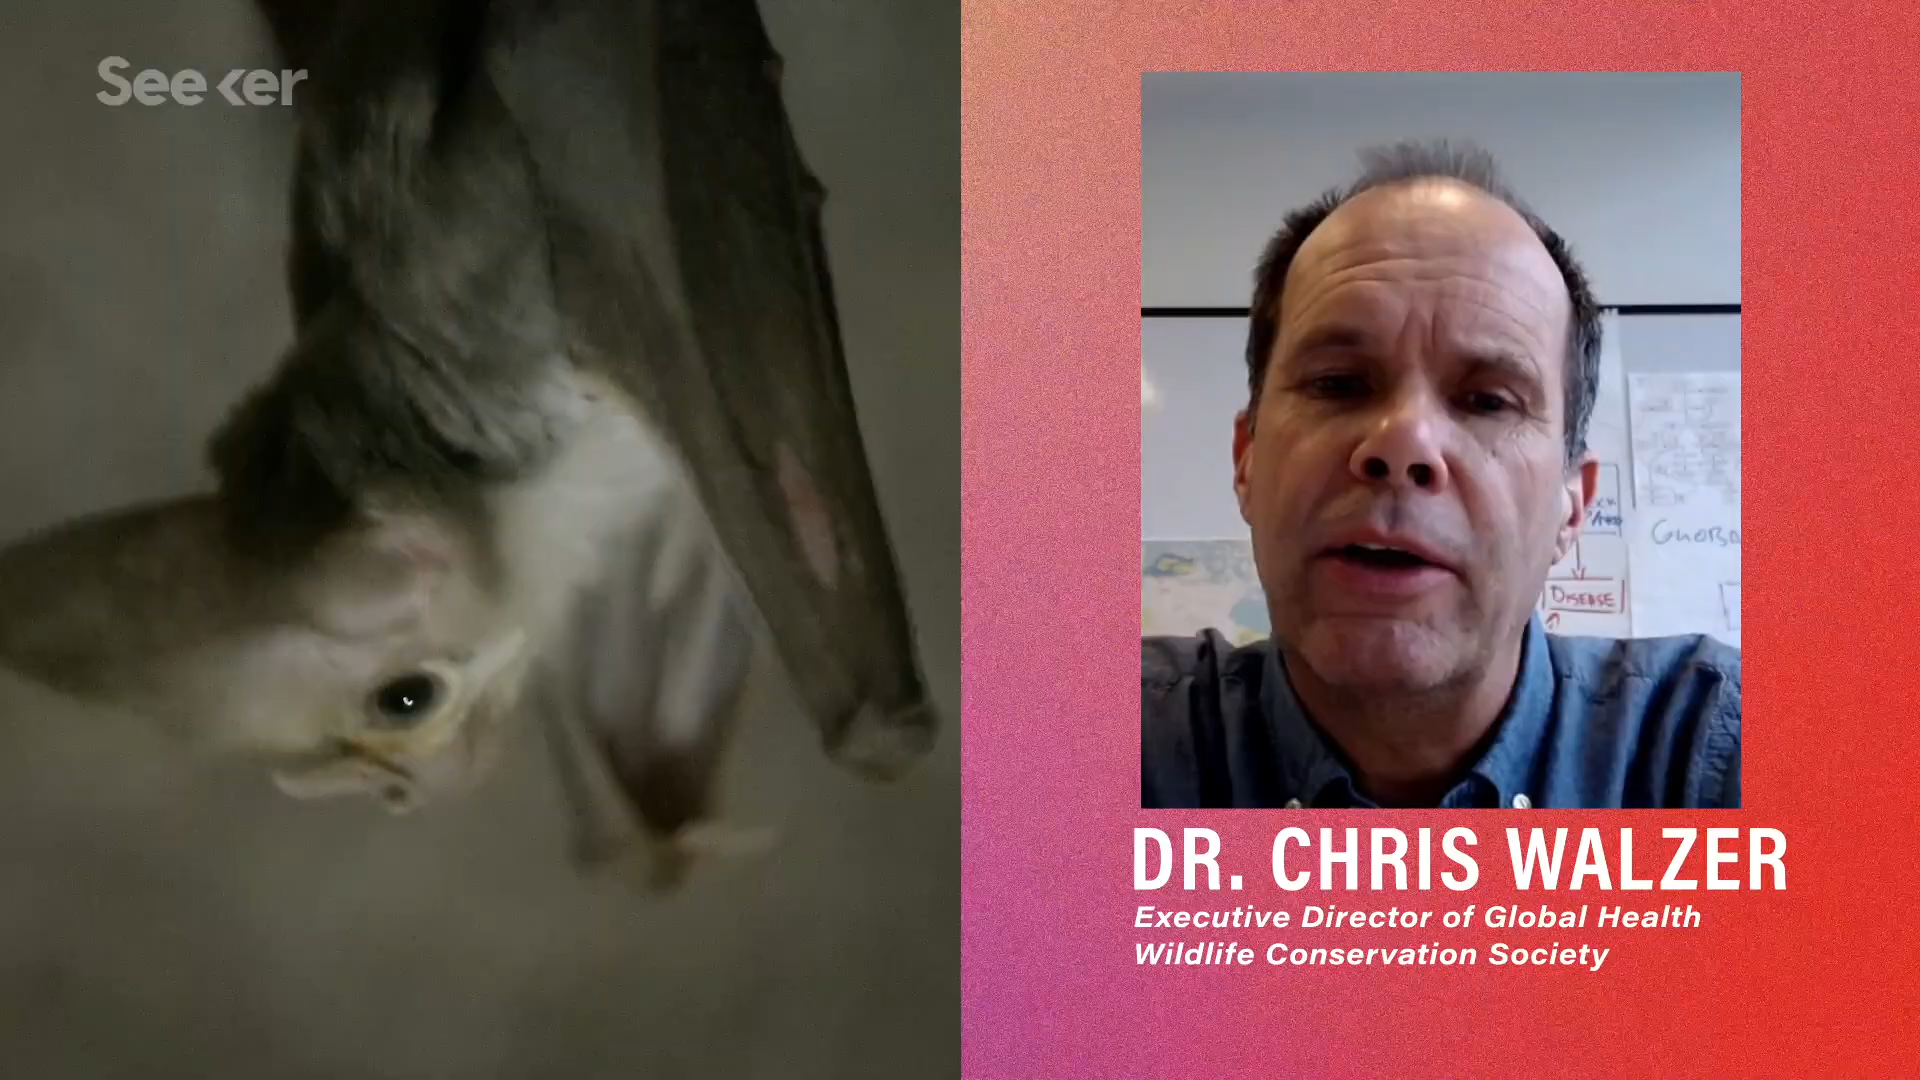 Seeker
DISEASE
DR. CHRIS WALZER
Executive Director of Global Health
Wildlife Conservation Society